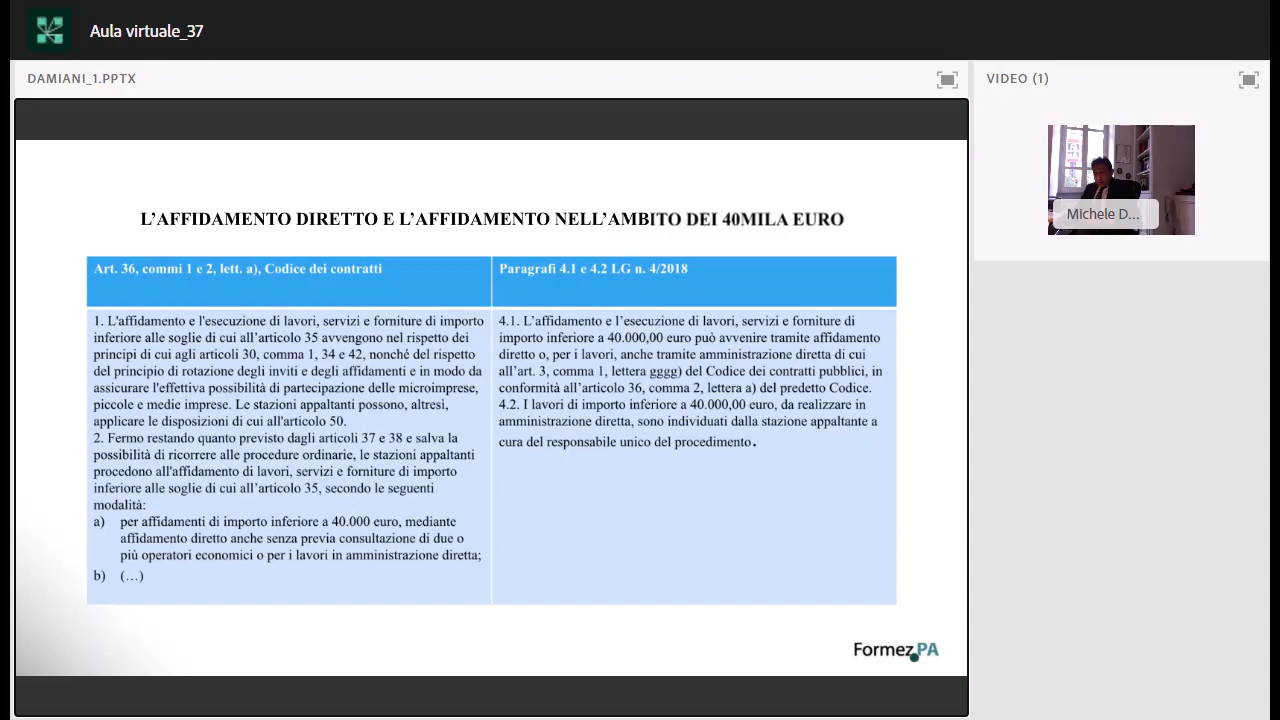 Aula virtuale_37
DAMIANI_1.PPTX
VIDEO (1)
Michele D...
L’AFFIDAMENTO DIRETTO E L’AFFIDAMENTO NELL’AMBITO DEI 40MILA EURO
Art. 36, commi 1 e 2, lett. a), Codice dei contratti
1. L'affidamento e l'esecuzione di lavori, servizi e forniture di importo
inferiore alle soglie di cui all’articolo 35 avvengono nel rispetto dei
principi di cui agli articoli 30, comma 1, 34 e 42, nonché del rispetto
del principio di rotazione degli inviti e degli affidamenti e in modo da
assicurare l'effettiva possibilità di partecipazione delle microimprese,
piccole e medie imprese. Le stazioni appaltanti possono, altresì,
applicare le disposizioni di cui all'articolo 50.
2. Fermo restando quanto previsto dagli articoli 37 e 38 e salva la
possibilità di ricorrere alle procedure ordinarie, le stazioni appaltanti
procedono all'affidamento di lavori, servizi e forniture di importo
inferiore alle soglie di cui all’articolo 35, secondo le seguenti
modalità:
a) per affidamenti di importo inferiore a 40.000 euro, mediante
affidamento diretto anche senza previa consultazione di due o
più operatori economici o per i lavori in amministrazione diretta;
b) (…)
Paragrafi 4.1 e 4.2 LG n. 4/2018
4.1. L’affidamento e l’esecuzione di lavori, servizi e forniture di
importo inferiore a 40.000,00 euro può avvenire tramite affidamento
diretto o, per i lavori, anche tramite amministrazione diretta di cui
all’art. 3, comma 1, lettera gggg) del Codice dei contratti pubblici, in
conformità all’articolo 36, comma 2, lettera a) del predetto Codice.
4.2. I lavori di importo inferiore a 40.000,00 euro, da realizzare in
amministrazione diretta, sono individuati dalla stazione appaltante a
cura del responsabile unico del procedimento.
Formez PA